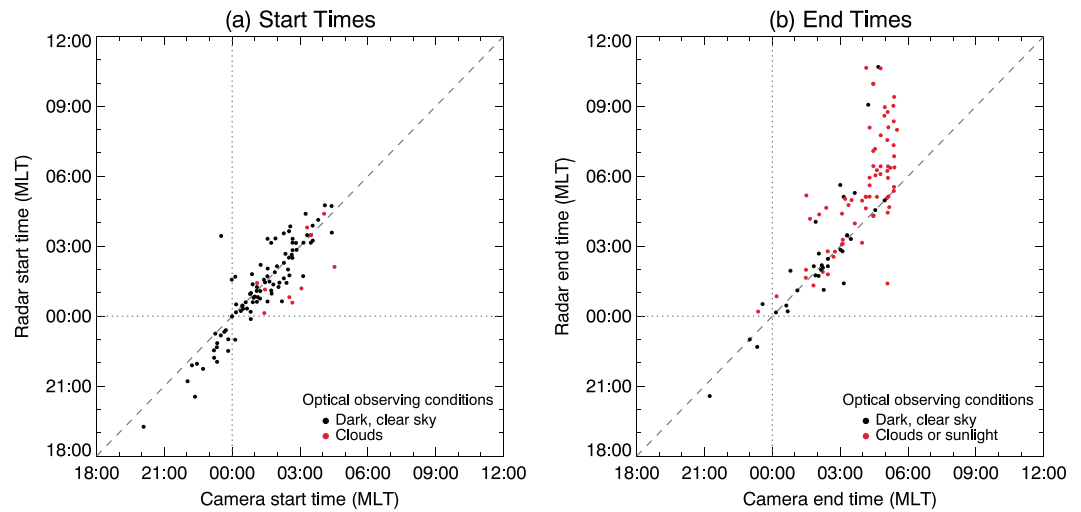 (a) Start Times
12:00
09:00
06:00
03:00
00:00
21:00
18:00
Radar start time (MLT)
Optical observing conditions
Dark, clear sky
Clouds
18:00 21:00 00:00 03:00 06:00 09:00 12:00
Camera start time (MLT)
(b) End Times
12:00
09:00
06:00
03:00
00:00
21:00
18:00
Radar end time (MLT)
Optical observing conditions
Dark, clear sky
Clouds or sunlight
18:00 21:00 00:00 03:00 06:00 09:00 12:00
Camera end time (MLT)